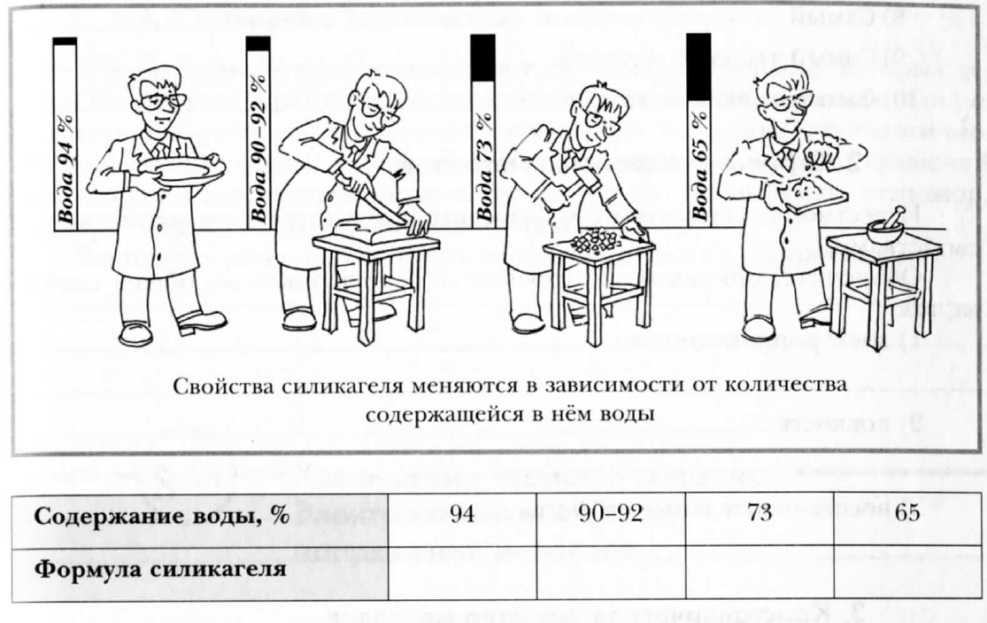 Вода 94 %
Вода 90–92 %
Вода 73 %
Вода 65 %
Свойства силикагеля меняются в зависимости от количества
содержащейся в нём воды
Содержание воды, % 94 90–92 73 65
Формула силикагеля